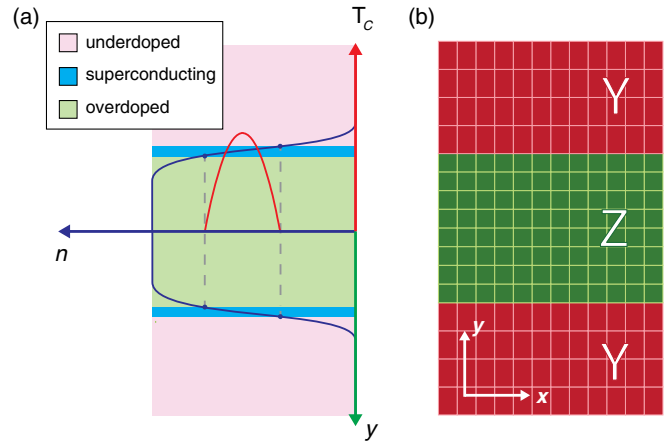 (a)
T_C
underdoped
superconducting
overdoped
n
y
(b)
Y
Z
Y
y
x